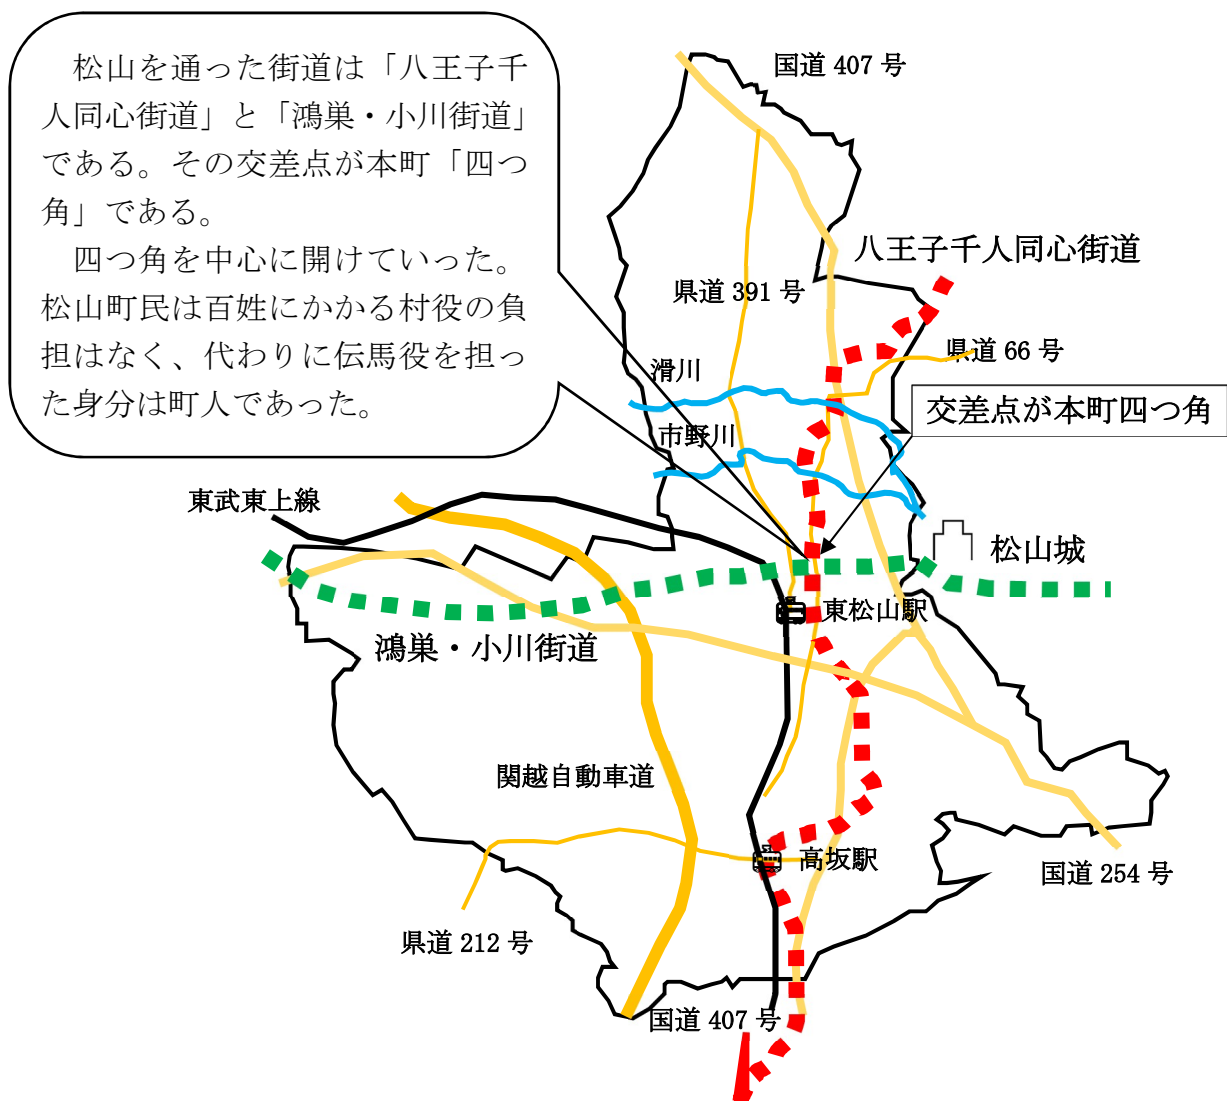 松山を通った街道は「八王子千
人同心街道」と「鴻巣・小川街道」
である。その交差点が本町「四つ
角」である。
四つ角を中心に開けていった。
松山町民は百姓にかかる村役の負
担はなく、代わりに伝馬役を担っ
た身分は町人であった。
国道 407 号
八王子千人同心街道
県道 391 号
県道 66 号
滑川
交差点が本町四つ角
市野川
東武東上線
松山城
東松山駅
鴻巣・小川街道
関越自動車道
高坂駅
国道 254 号
県道 212 号
国道 407 号